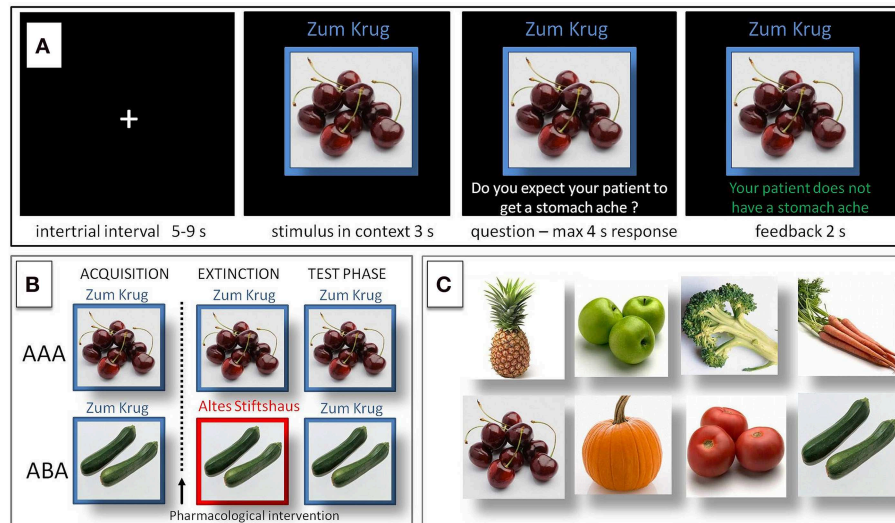 A
Zum Krug
Zum Krug
Zum Krug
+
Do you expect your patient to
get a stomach ache ?
Your patient does not
have a stomach ache
intertrial interval 5-9 s
stimulus in context 3 s
question – max 4 s response
feedback 2 s
B
ACQUISITION
EXTINCTION
TEST PHASE
Zum Krug
Zum Krug
Zum Krug
AAA
Zum Krug
Altes Stiftshaus
Zum Krug
ABA
Pharmacological intervention
C